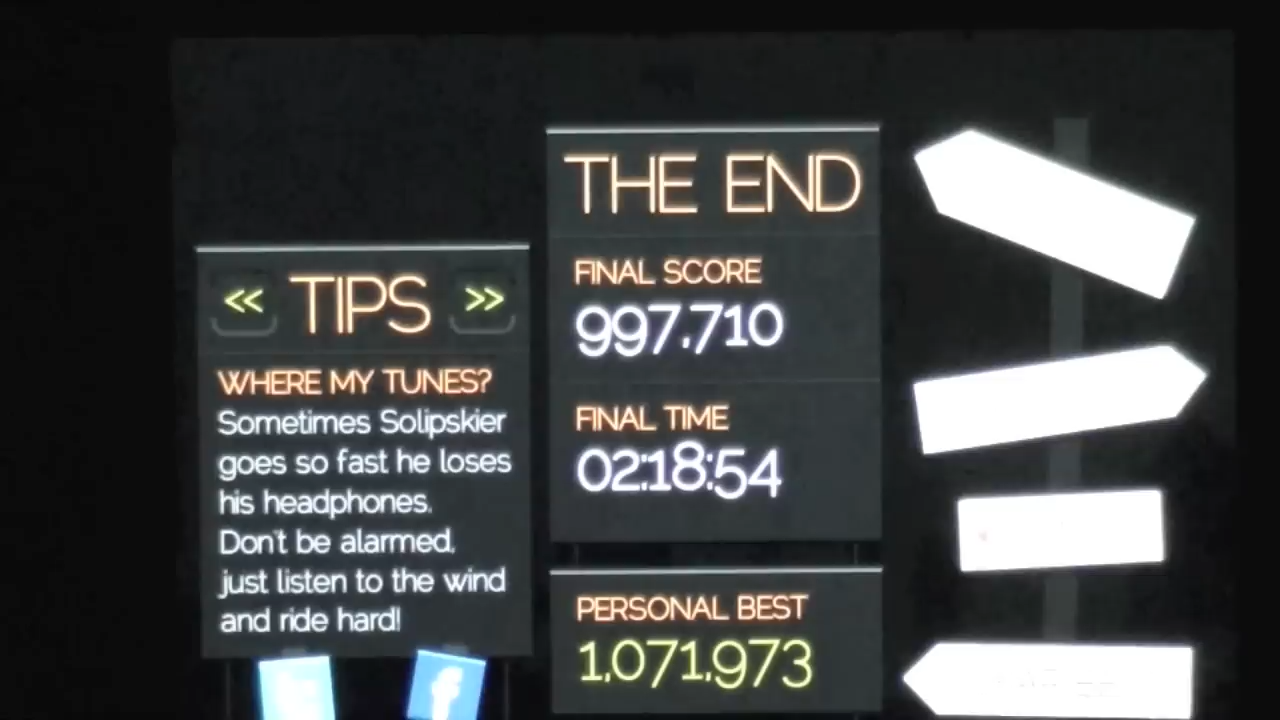 THE END
FINAL SCORE
997,710
FINAL TIME
02:18:54
PERSONAL BEST
1,071,973
<< TIPS >>
WHERE MY TUNES?
Sometimes Solipskier
goes so fast he loses
his headphones.
Don't be alarmed,
just listen to the wind
and ride hard!
f